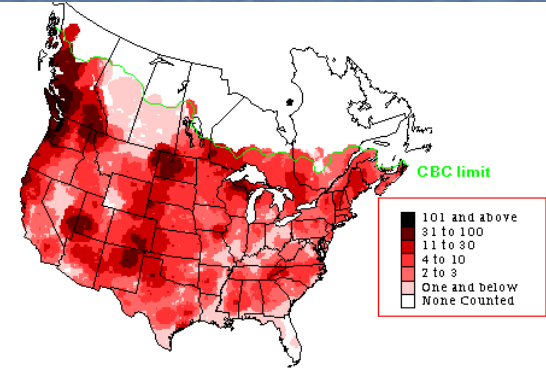 CBC limit
101 and above
31 to 100
11 to 30
4 to 10
2 to 3
One and below
None Counted